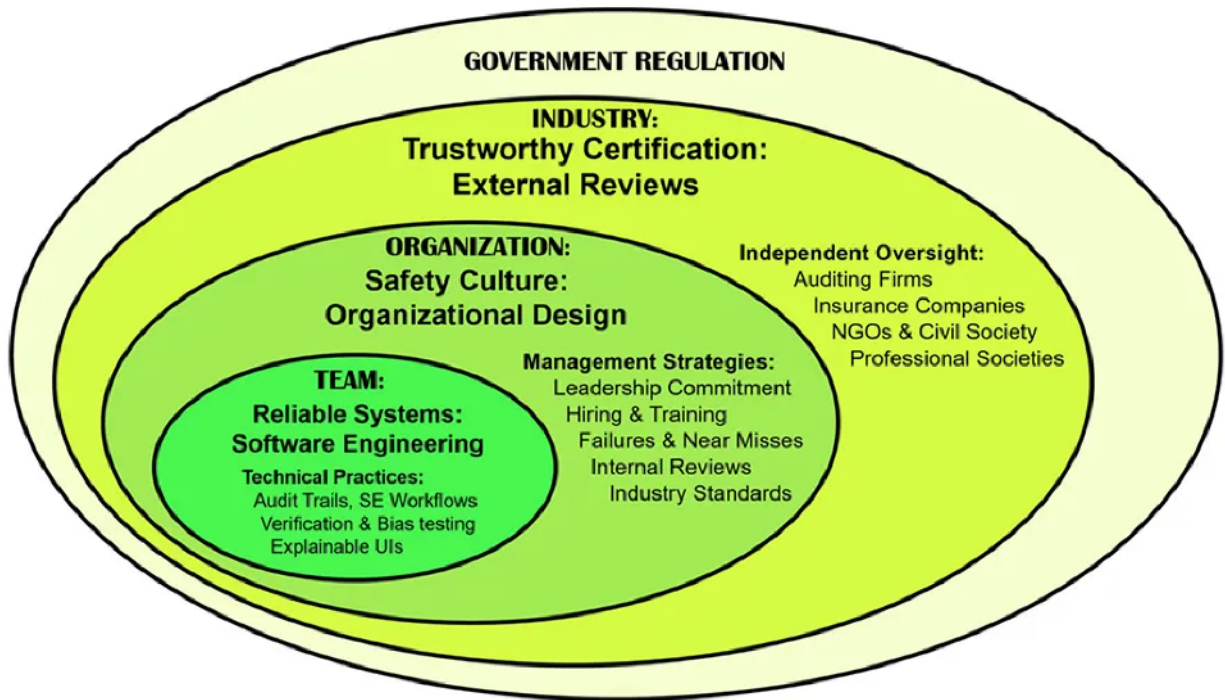 GOVERNMENT REGULATION
INDUSTRY:
Trustworthy Certification:
External Reviews
ORGANIZATION:
Safety Culture:
Organizational Design
Independent Oversight:
Auditing Firms
Insurance Companies
NGOs & Civil Society
Professional Societies
Management Strategies:
Leadership Commitment
Hiring & Training
Failures & Near Misses
Internal Reviews
Industry Standards
TEAM:
Reliable Systems:
Software Engineering
Technical Practices:
Audit Trails, SE Workflows
Verification & Bias testing
Explainable UIs